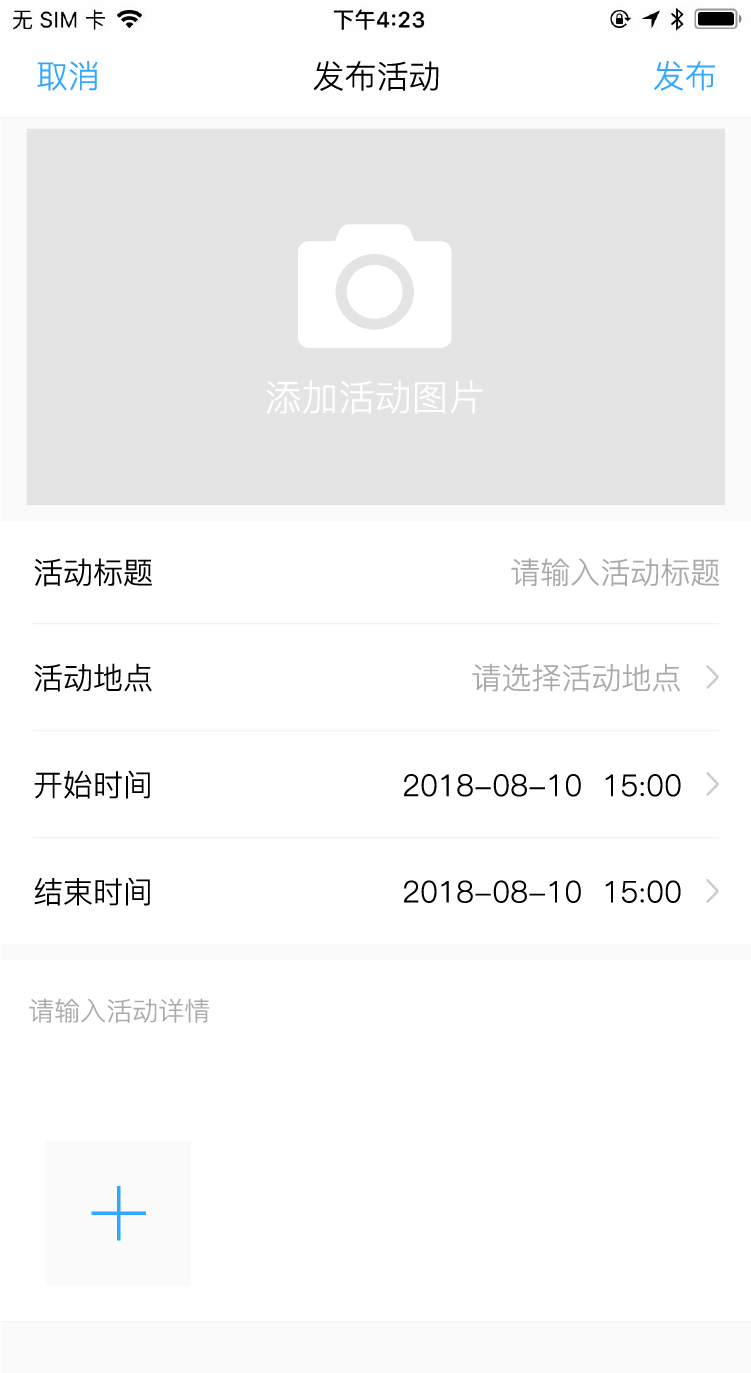 无 SIM 卡 下午4:23
取消 发布活动 发布
添加活动图片
活动标题 请输入活动标题
活动地点 请选择活动地点
开始时间 2018-08-10 15:00
结束时间 2018-08-10 15:00
请输入活动详情